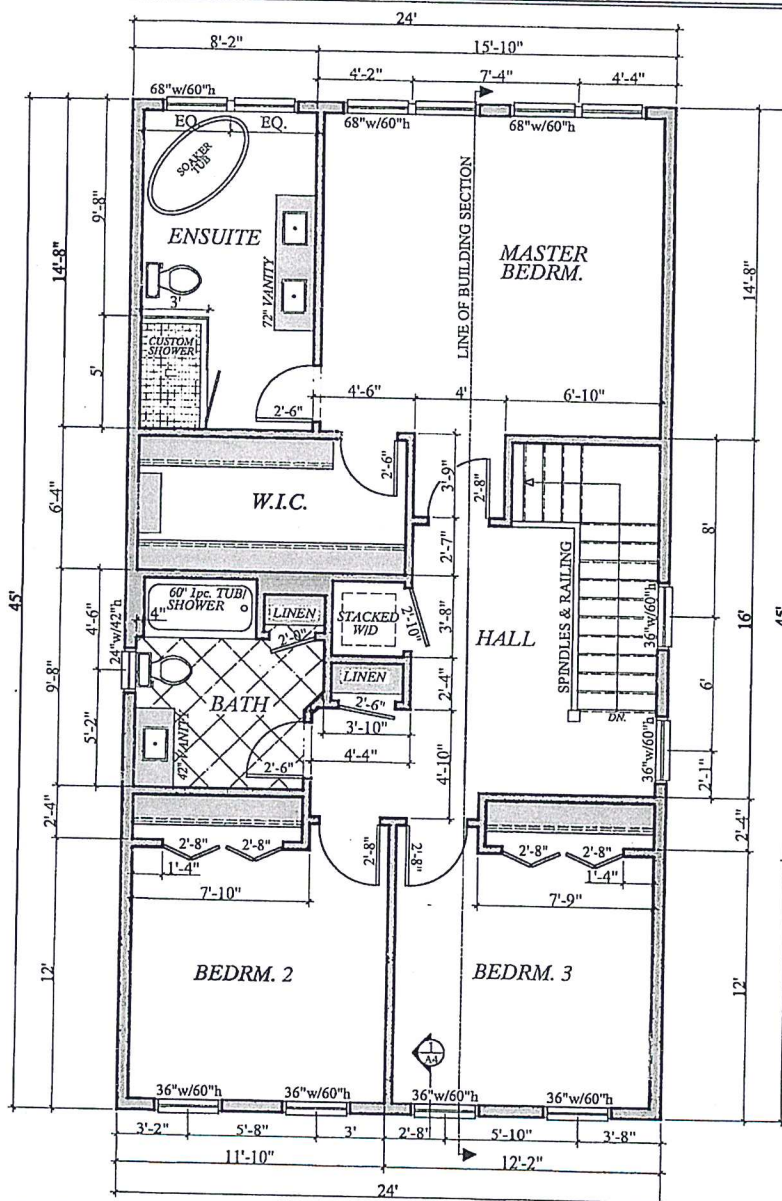 24'
8'-2"
15'-10"
4'-2"
7'-4"
4'-4"
68"w/60"h
EQ.
EQ.
68"w/60"h
68"w/60"h
SOAKER
TUB
9'-8"
14'-8"
ENSUITE
72" VANITY
LINE OF BUILDING SECTION
MASTER
BEDRM.
14'-8"
3'
CUSTOM
SHOWER
5'
2'-6"
4'-6"
4'
6'-10"
2'-6"
3'-9"
2'-8"
W.I.C.
6'-4"
2'-7"
8'
45'
60" 1pc. TUB/
SHOWER
4"
LINEN
2'-0"
STACKED
W/D
2'-10"
3'-8"
HALL
SPINDLES & RAILING
36"w/60"h
16'
45'
4'-6"
24"w/42"h
9'-8"
BATH
LINEN
2'-6"
2'-4"
6'
3'-10"
DN.
5'-2"
42" VANITY
2'-6"
4'-4"
4'-10"
36"w/60"h
2'-1"
2'-4"
2'-8"
2'-8"
2'-8"
2'-8"
2'-8"
2'-8"
2'-4"
1'-4"
1'-4"
7'-10"
7'-9"
BEDRM. 2
BEDRM. 3
12'
12'
1
A4
36"w/60"h
36"w/60"h
36"w/60"h
36"w/60"h
3'-2"
5'-8"
3'
2'-8"
5'-10"
3'-8"
11'-10"
12'-2"
24'